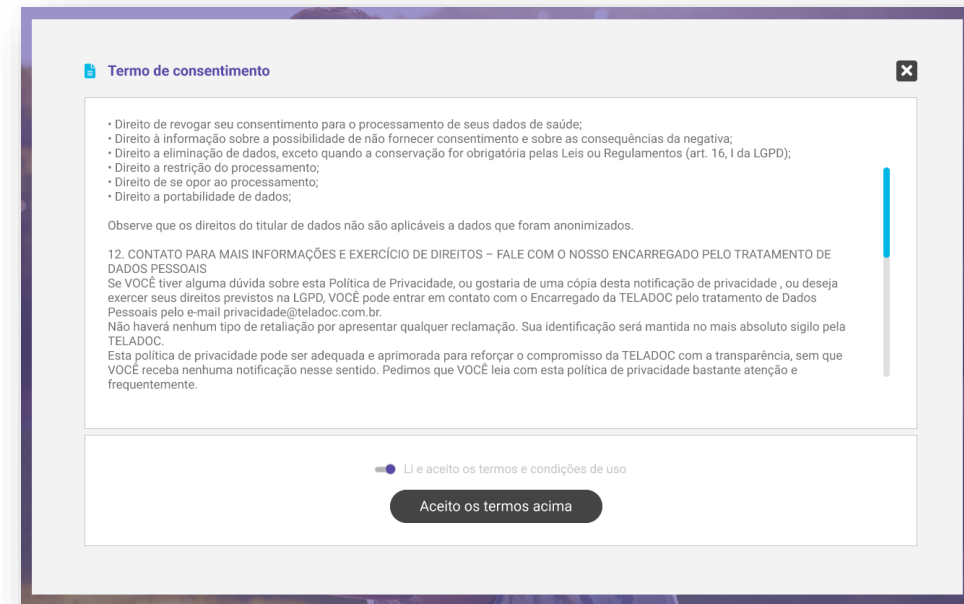 Termo de consentimento
• Direito de revogar seu consentimento para o processamento de seus dados de saúde;
• Direito à informação sobre a possibilidade de não fornecer consentimento e sobre as consequências da negativa;
• Direito a eliminação de dados, exceto quando a conservação for obrigatória pelas Leis ou Regulamentos (art. 16, I da LGPD);
• Direito a restrição do processamento;
• Direito de se opor ao processamento;
• Direito a portabilidade de dados;
Observe que os direitos do titular de dados não são aplicáveis a dados que foram anonimizados.
12. CONTATO PARA MAIS INFORMAÇÕES E EXERCÍCIO DE DIREITOS – FALE COM O NOSSO ENCARREGADO PELO TRATAMENTO DE
DADOS PESSOAIS
Se VOCÊ tiver alguma dúvida sobre esta Política de Privacidade, ou gostaria de uma cópia desta notificação de privacidade , ou deseja
exercer seus direitos previstos na LGPD, VOCÊ pode entrar em contato com o Encarregado da TELADOC pelo tratamento de Dados
Pessoais pelo e-mail privacidade@teladoc.com.br.
Não haverá nenhum tipo de retaliação por apresentar qualquer reclamação. Sua identificação será mantida no mais absoluto sigilo pela
TELADOC.
Esta política de privacidade pode ser adequada e aprimorada para reforçar o compromisso da TELADOC com a transparência, sem que
VOCÊ receba nenhuma notificação nesse sentido. Pedimos que VOCÊ leia com esta política de privacidade bastante atenção e
frequentemente.
Li e aceito os termos e condições de uso
Aceito os termos acima